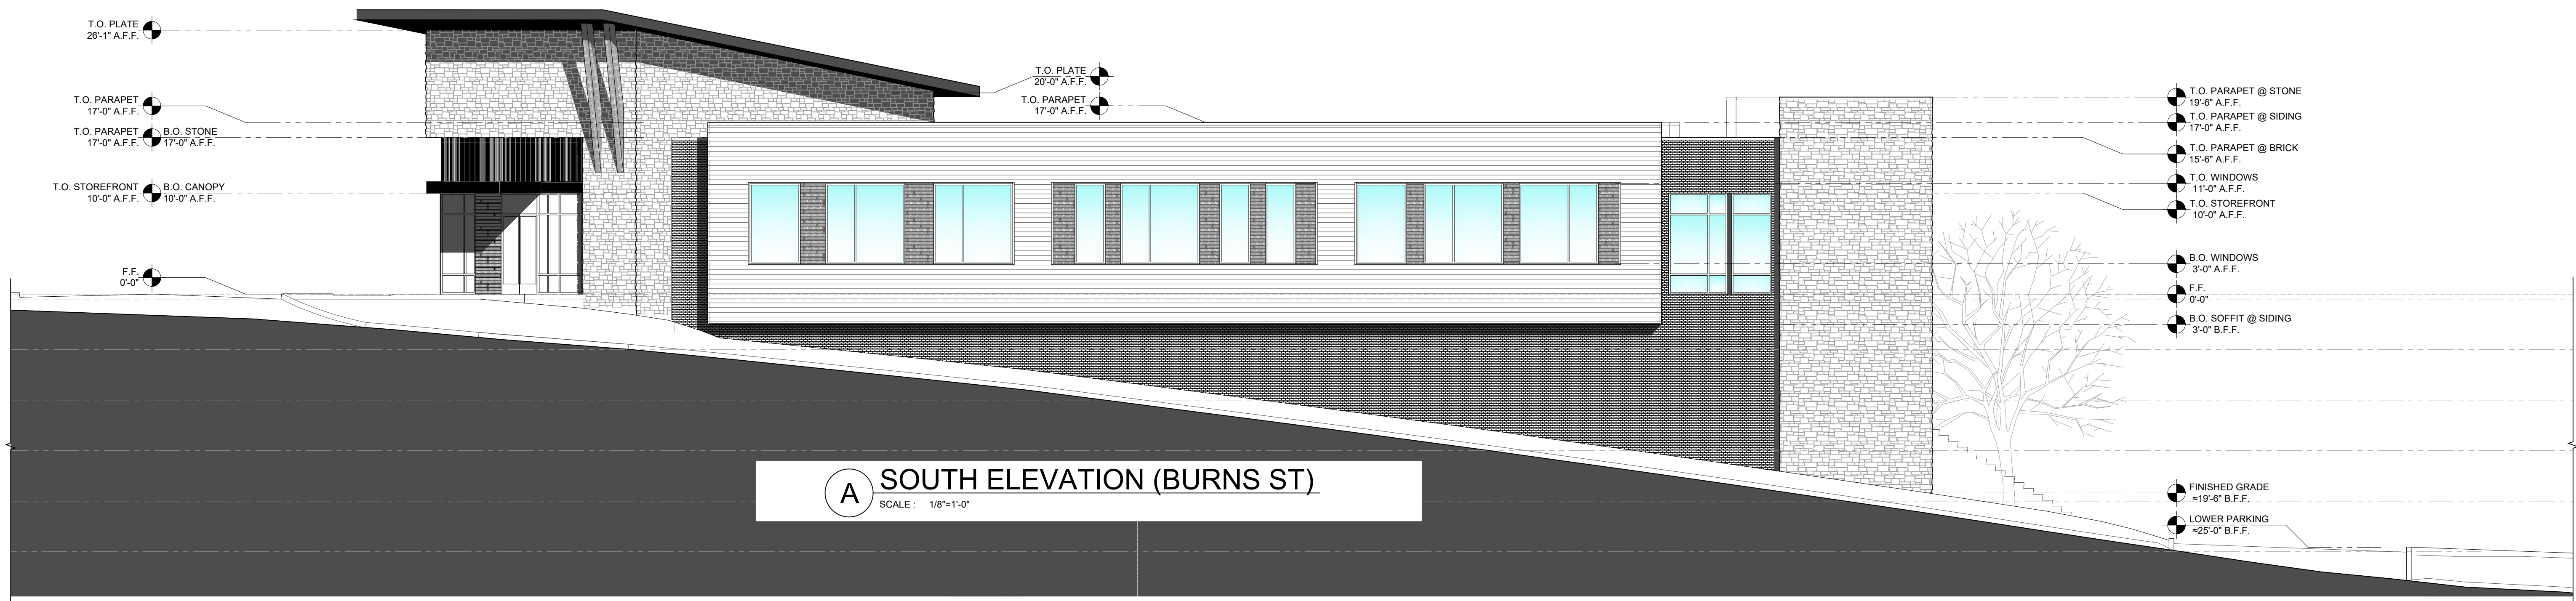 T.O. PLATE
26'-1" A.F.F.
T.O. PARAPET
17'-0" A.F.F.
T.O. PARAPET
17'-0" A.F.F.
B.O. STONE
17'-0" A.F.F.
T.O. STOREFRONT
10'-0" A.F.F.
B.O. CANOPY
10'-0" A.F.F.
F.F.
0'-0"
T.O. PLATE
20'-0" A.F.F.
T.O. PARAPET
17'-0" A.F.F.
T.O. PARAPET @ STONE
19'-6" A.F.F.
T.O. PARAPET @ SIDING
17'-0" A.F.F.
T.O. PARAPET @ BRICK
15'-6" A.F.F.
T.O. WINDOWS
11'-0" A.F.F.
T.O. STOREFRONT
10'-0" A.F.F.
B.O. WINDOWS
3'-0" A.F.F.
F.F.
0'-0"
B.O. SOFFIT @ SIDING
3'-0" B.F.F.
FINISHED GRADE
≈19'-6" B.F.F.
LOWER PARKING
≈25'-0" B.F.F.
A
SOUTH ELEVATION (BURNS ST)
SCALE : 1/8"=1'-0"